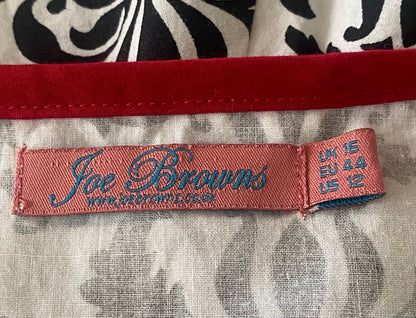 Joe Browns
WWW.JOEBROWNS.CO.UK
UK 16
EU 44
US 12